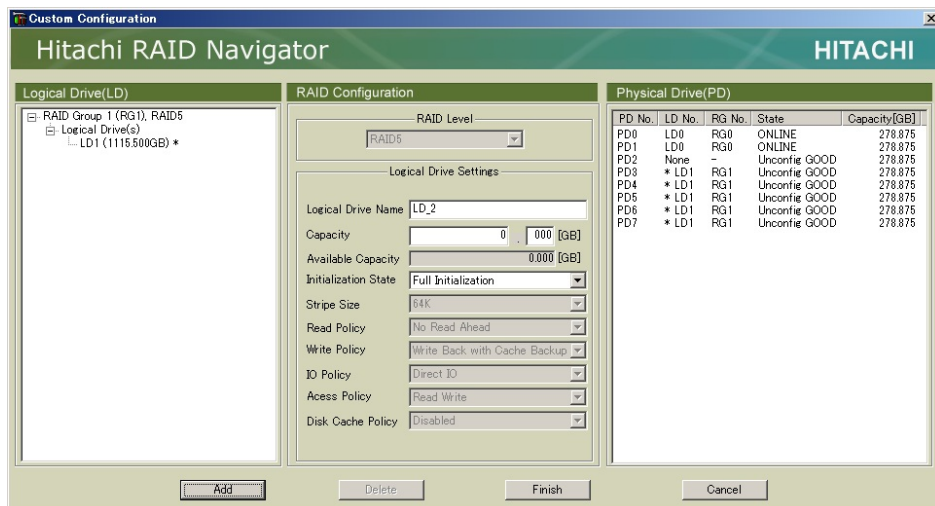 Custom Configuration
Hitachi RAID Navigator
HITACHI
Logical Drive(LD)
RAID Group 1 (RG1), RAID5
Logical Drive(s)
LD1 (1115.500GB) *
RAID Configuration
RAID Level
RAID5
Logical Drive Settings
Logical Drive Name LD_2
Capacity 0 . 000 [GB]
Available Capacity 0.000 [GB]
Initialization State Full Initialization
Stripe Size 64K
Read Policy No Read Ahead
Write Policy Write Back with Cache Backup
IO Policy Direct IO
Acess Policy Read Write
Disk Cache Policy Disabled
Physical Drive(PD)
PD No. LD No. RG No. State Capacity[GB]
PD0 LD0 RG0 ONLINE 278.875
PD1 LD0 RG0 ONLINE 278.875
PD2 None - Unconfig GOOD 278.875
PD3 * LD1 RG1 Unconfig GOOD 278.875
PD4 * LD1 RG1 Unconfig GOOD 278.875
PD5 * LD1 RG1 Unconfig GOOD 278.875
PD6 * LD1 RG1 Unconfig GOOD 278.875
PD7 * LD1 RG1 Unconfig GOOD 278.875
Add Delete Finish Cancel